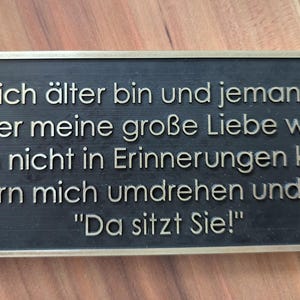 ich älter bin und jeman
er meine große Liebe w
nicht in Erinnerungen
rn mich umdrehen und
"Da sitzt Sie!"